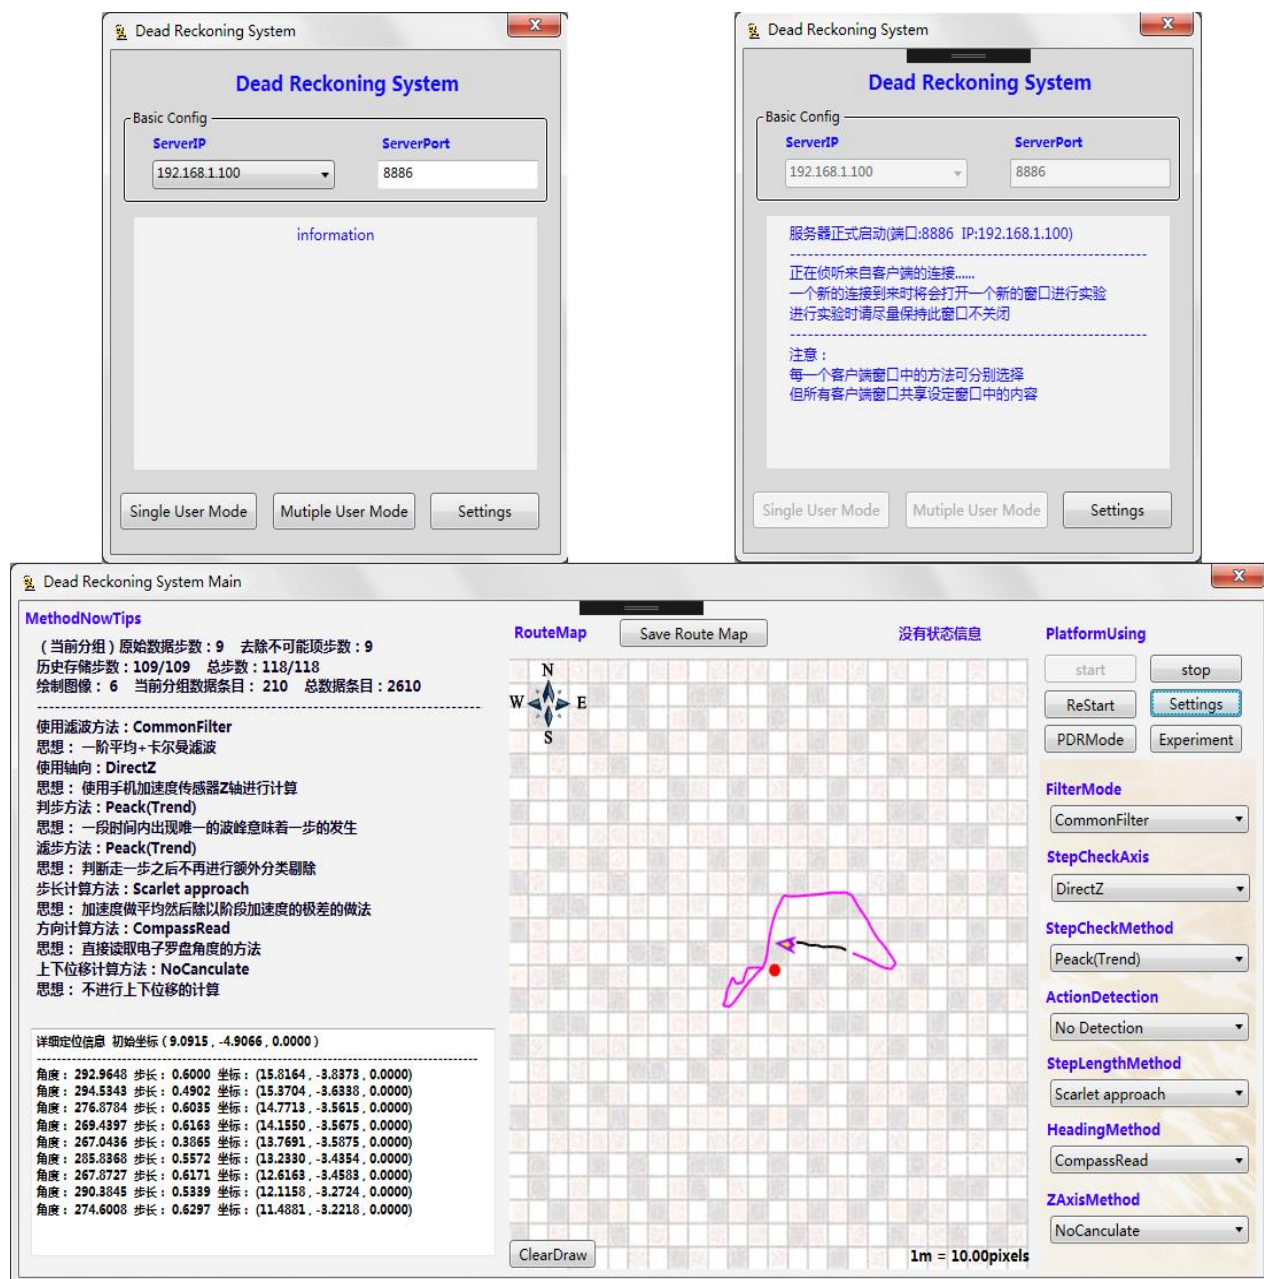 Dead Reckoning System
Dead Reckoning System
Basic Config
ServerIP ServerPort
192.168.1.100 8886
information
Single User Mode Mutiple User Mode Settings
Dead Reckoning System
Dead Reckoning System
Basic Config
ServerIP ServerPort
192.168.1.100 8886
服务器正式启动(端口:8886 IP:192.168.1.100)
正在侦听来自客户端的连接......
一个新的连接到来时将会打开一个新的窗口进行实验
进行实验时请尽量保持此窗口不关闭
注意：
每一个客户端窗口中的方法可分别选择
但所有客户端窗口共享设定窗口中的内容
Single User Mode Mutiple User Mode Settings
Dead Reckoning System Main
MethodNowTips
（当前分组）原始数据步数：9 去除不可能项步数：9
历史存储步数：109/109 总步数：118/118
绘制图像： 6 当前分组数据条目： 210 总数据条目：2610
使用滤波方法：CommonFilter
思想： 一阶平均+卡尔曼滤波
使用轴向：DirectZ
思想： 使用手机加速度传感器Z轴进行计算
判步方法：Peack(Trend)
思想： 一段时间内出现唯一的波峰意味着一步的发生
滤步方法：Peack(Trend)
思想： 判断走一步之后不再进行额外分类剔除
步长计算方法：Scarlet approach
思想： 加速度做平均然后除以阶段加速度的极差的做法
方向计算方法：CompassRead
思想： 直接读取电子罗盘角度的方法
上下位移计算方法：NoCanculate
思想： 不进行上下位移的计算
详细定位信息 初始坐标（9.0915，-4.9066，0.0000）
角度： 292.9648 步长： 0.6000 坐标： (15.8164，-3.8373，0.0000)
角度： 294.5343 步长： 0.4902 坐标： (15.3704，-3.6338，0.0000)
角度： 276.8784 步长： 0.6035 坐标： (14.7713，-3.5615，0.0000)
角度： 269.4397 步长： 0.6163 坐标： (14.1550，-3.5675，0.0000)
角度： 267.0436 步长： 0.3865 坐标： (13.7691，-3.5875，0.0000)
角度： 285.8368 步长： 0.5572 坐标： (13.2330，-3.4354，0.0000)
角度： 267.8727 步长： 0.6171 坐标： (12.6163，-3.4583，0.0000)
角度： 290.3845 步长： 0.5339 坐标： (12.1158，-3.2724，0.0000)
角度： 274.6008 步长： 0.6297 坐标： (11.4881，-3.2218，0.0000)
RouteMap Save Route Map 没有状态信息
N
W E
S
ClearDraw 1m = 10.00pixels
PlatformUsing
start stop
ReStart Settings
PDRMode Experiment
FilterMode
CommonFilter
StepCheckAxis
DirectZ
StepCheckMethod
Peack(Trend)
ActionDetection
No Detection
StepLengthMethod
Scarlet approach
HeadingMethod
CompassRead
ZAxisMethod
NoCanculate